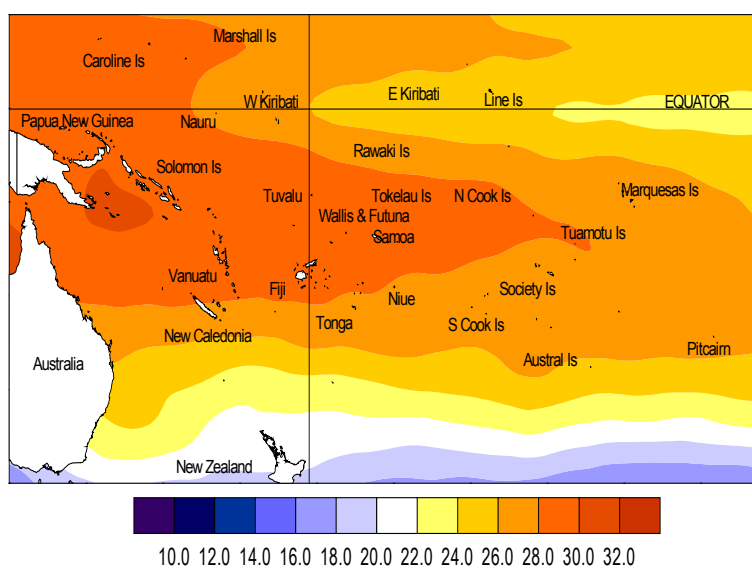 Marshall Is
Caroline Is
W Kiribati
E Kiribati
Line Is
EQUATOR
Papua New Guinea
Nauru
Rawaki Is
Solomon Is
Tuvalu
Tokelau Is
N Cook Is
Marquesas Is
Wallis & Futuna
Samoa
Tuamotu Is
Vanuatu
Fiji
Niue
Society Is
Tonga
S Cook Is
New Caledonia
Australia
Austral Is
Pitcairn
New Zealand
10.0 12.0 14.0 16.0 18.0 20.0 22.0 24.0 26.0 28.0 30.0 32.0